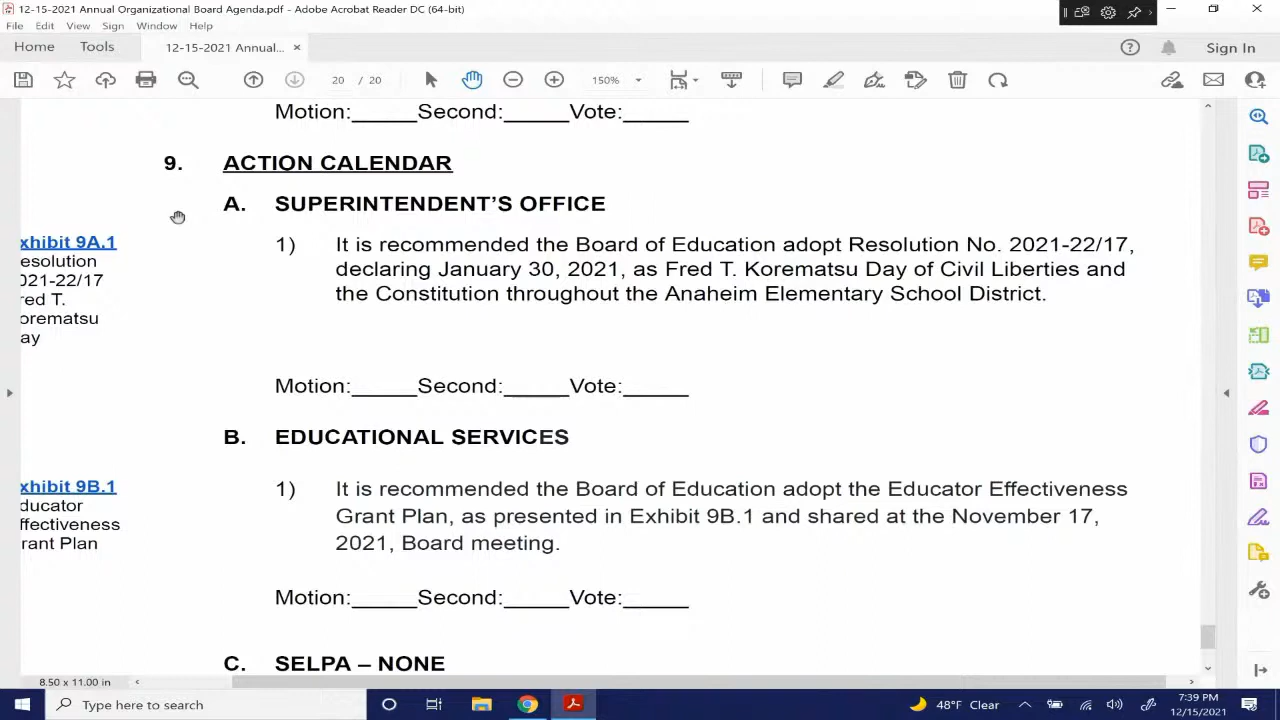 12-15-2021 Annual Organizational Board Agenda.pdf - Adobe Acrobat Reader DC (64-bit)
File Edit View Sign Window Help
Home Tools 12-15-2021 Annual... × Sign In
20 / 20 150%
Motion:______Second:______Vote:______
9. ACTION CALENDAR
A. SUPERINTENDENT'S OFFICE
xhibit 9A.1
esolution
021-22/17
red T.
orematsu
ay
1) It is recommended the Board of Education adopt Resolution No. 2021-22/17,
declaring January 30, 2021, as Fred T. Korematsu Day of Civil Liberties and
the Constitution throughout the Anaheim Elementary School District.
Motion:______Second:______Vote:______
B. EDUCATIONAL SERVICES
xhibit 9B.1
ducator
ffectiveness
rant Plan
1) It is recommended the Board of Education adopt the Educator Effectiveness
Grant Plan, as presented in Exhibit 9B.1 and shared at the November 17,
2021, Board meeting.
Motion:______Second:______Vote:______
C. SELPA – NONE
8.50 x 11.00 in
Type here to search
48°F Clear
7:39 PM
12/15/2021